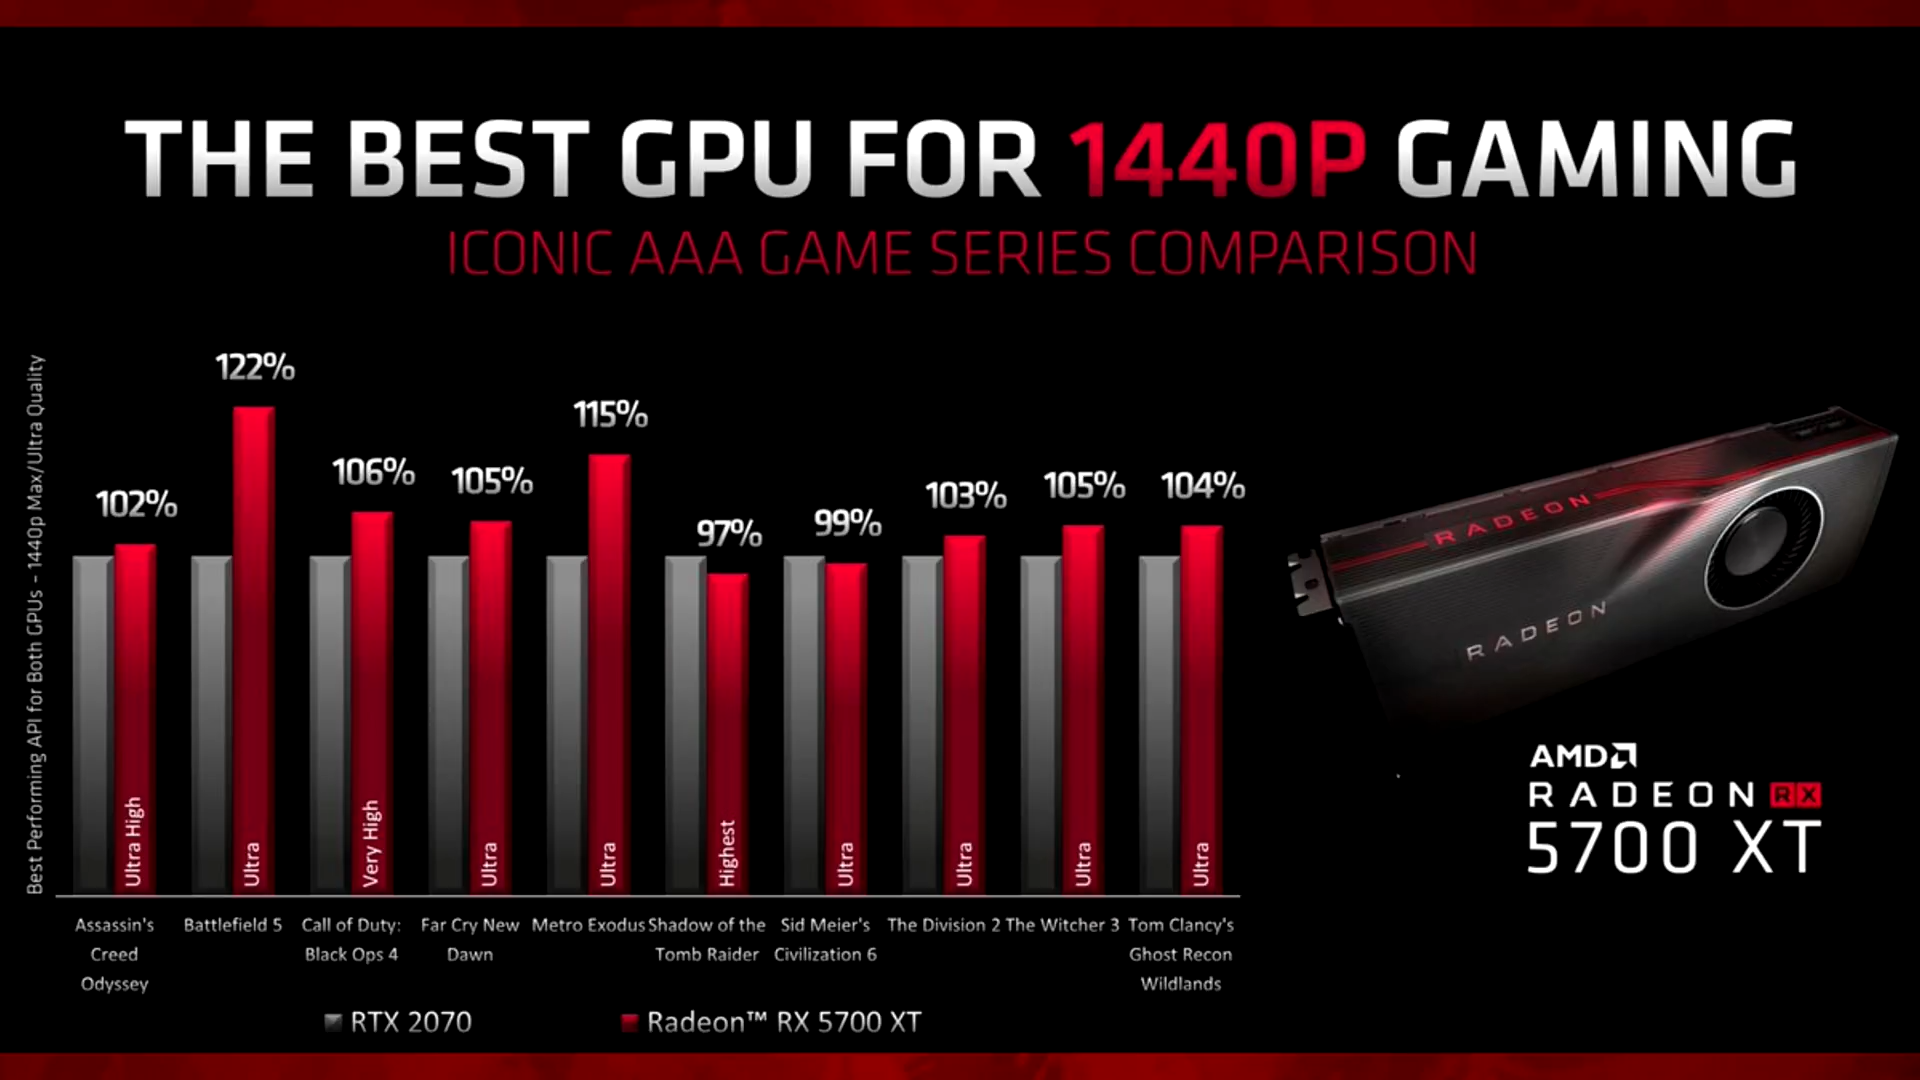 THE BEST GPU FOR 1440P GAMING
ICONIC AAA GAME SERIES COMPARISON
Best Performing API for Both GPUs – 1440p Max/Ultra Quality
102%
122%
106%
105%
115%
97%
99%
103%
105%
104%
Ultra High
Ultra
Very High
Ultra
Ultra
Highest
Ultra
Ultra
Ultra
Ultra
Assassin's
Creed
Odyssey
Battlefield 5
Call of Duty:
Black Ops 4
Far Cry New
Dawn
Metro Exodus
Shadow of the
Tomb Raider
Sid Meier's
Civilization 6
The Division 2
The Witcher 3
Tom Clancy's
Ghost Recon
Wildlands
RTX 2070
Radeon™ RX 5700 XT
RADEON
RADEON
AMD
RADEON RX
5700 XT